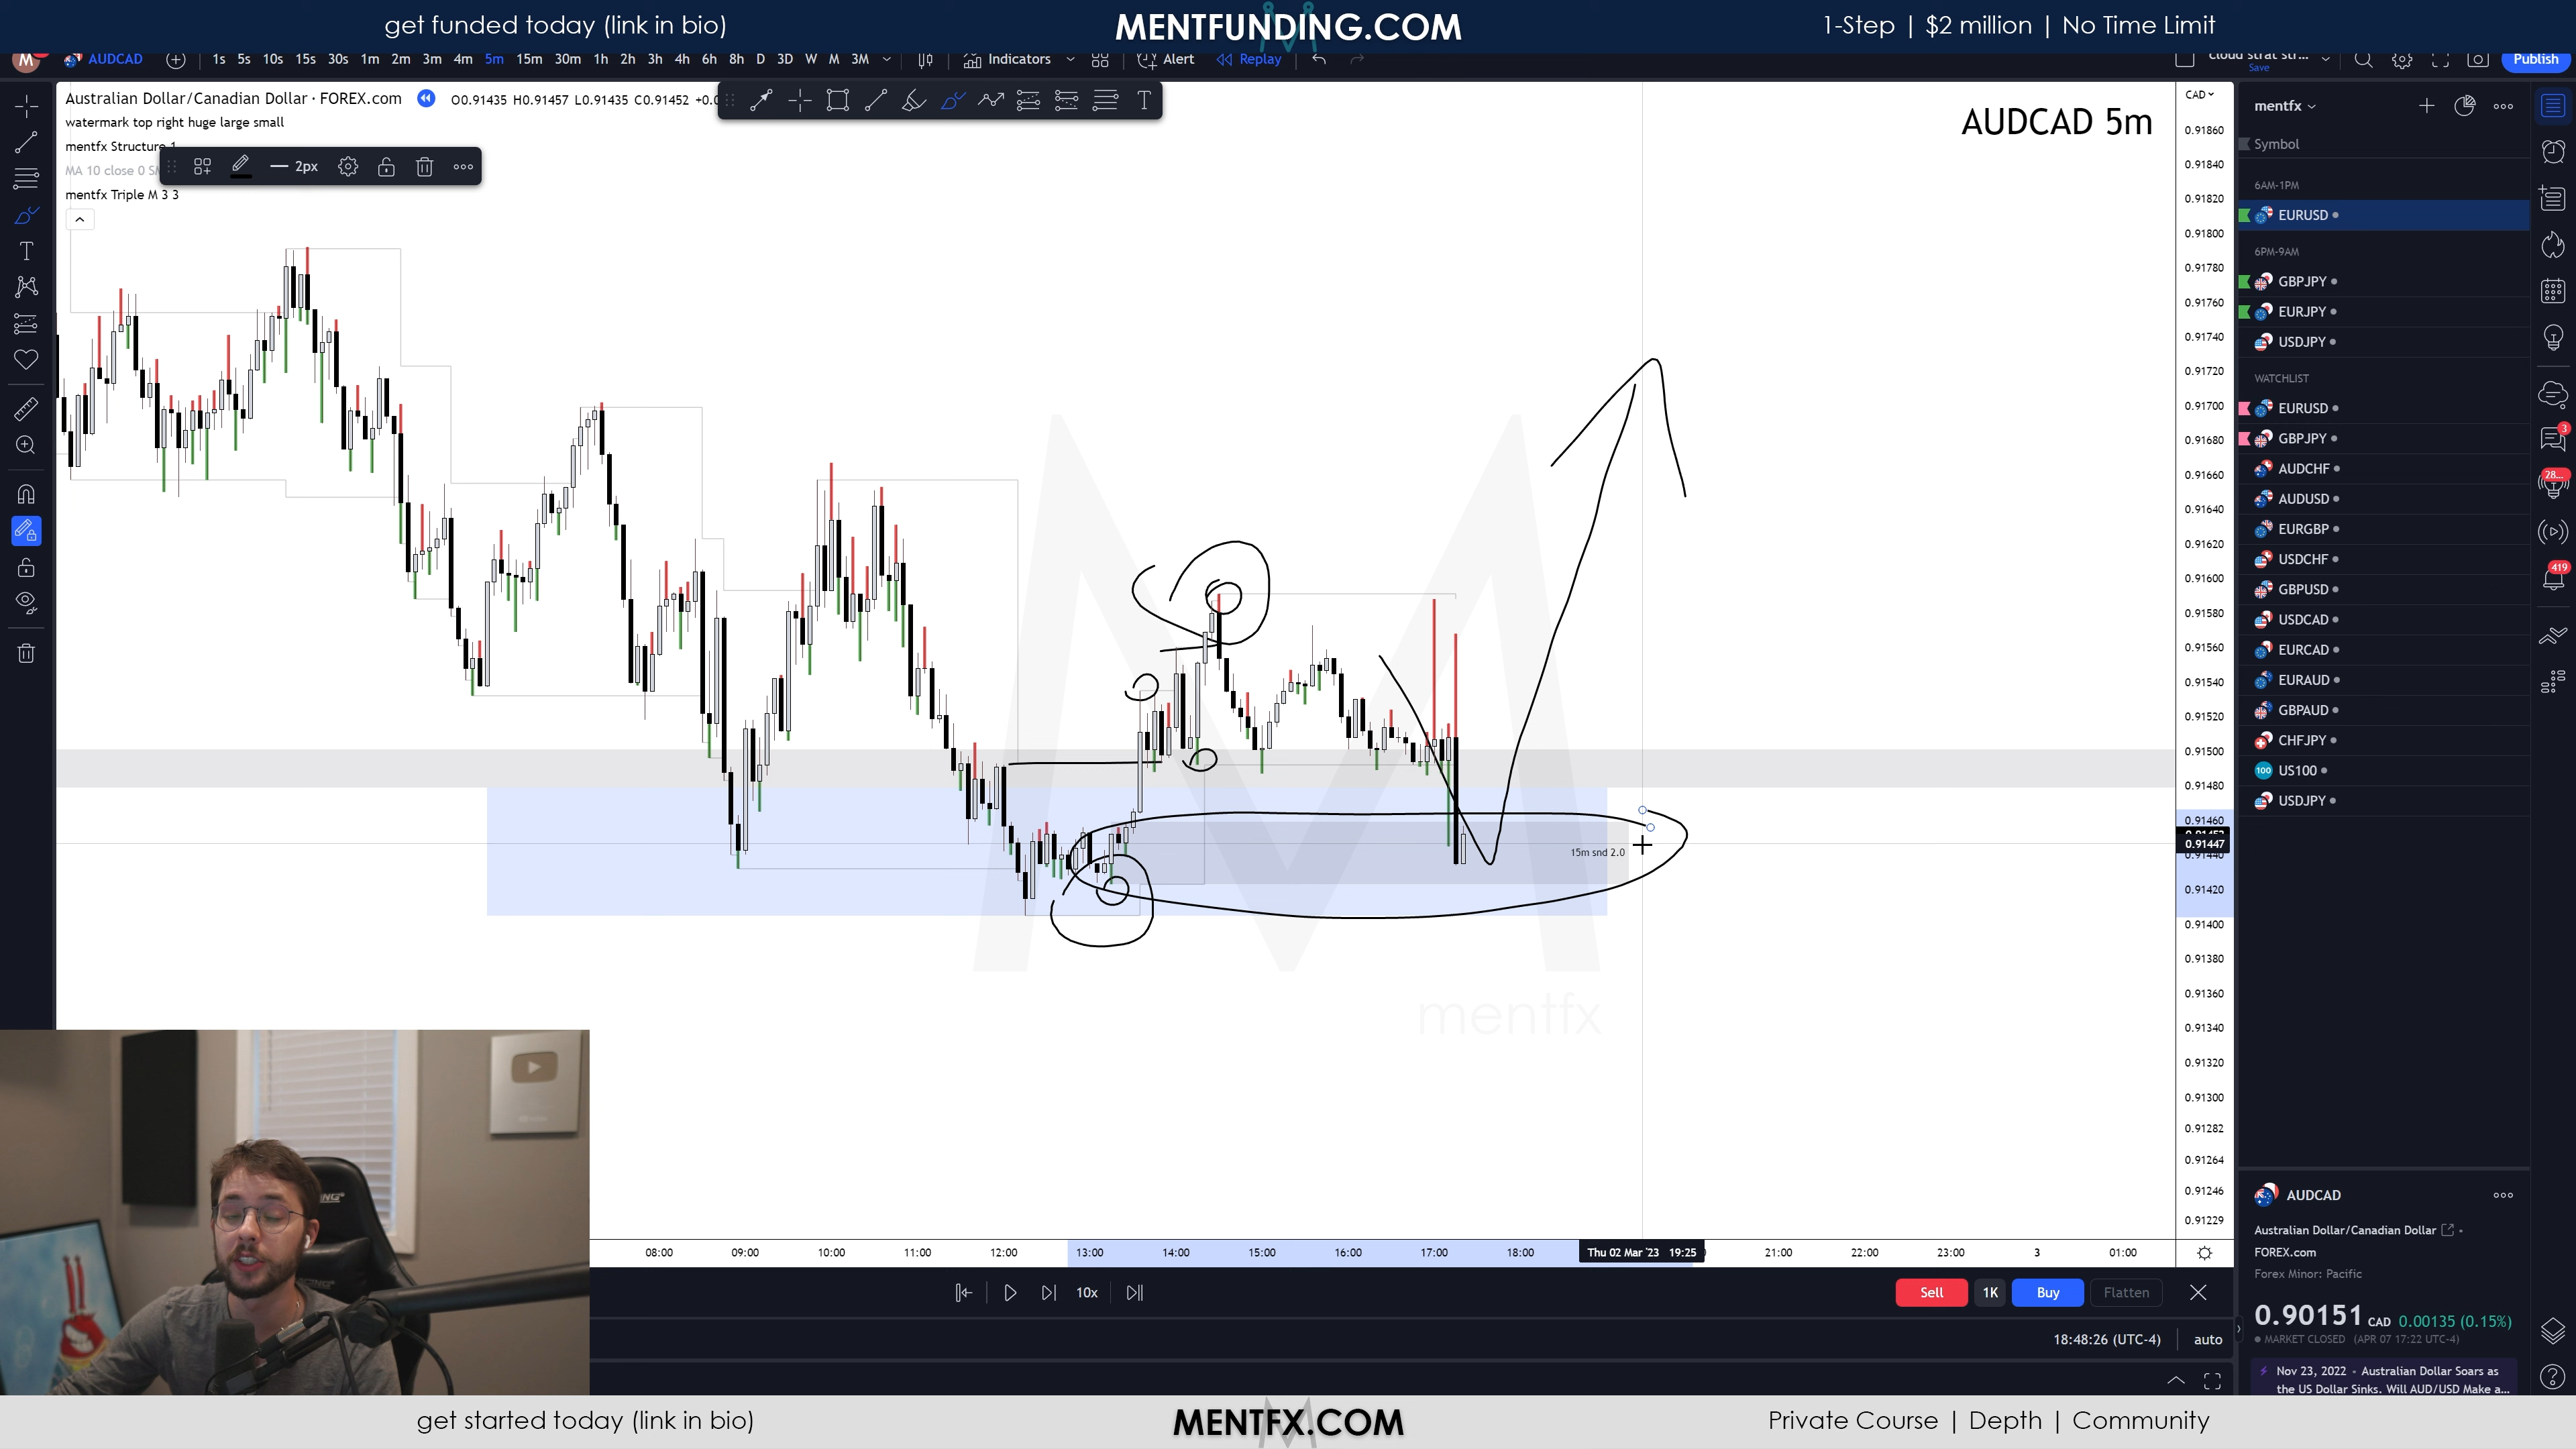 get funded today (link in bio)
MENTFUNDING.COM
1-Step | $2 million | No Time Limit
M
AUDCAD
1s 5s 10s 15s 30s 1m 2m 3m 4m 5m 15m 30m 1h 2h 3h 4h 6h 8h D 3D W M 3M
Indicators
Alert
Replay
cloud strat str...
Save
Publish
Australian Dollar/Canadian Dollar · FOREX.com
O0.91435 H0.91457 L0.91435 C0.91452
watermark top right huge large small
mentfx Structure 1
MA 10 close 0
2px
mentfx Triple M 3 3
T
T
AUDCAD 5m
CAD
0.91860
0.91840
0.91820
0.91800
0.91780
0.91760
0.91740
0.91720
0.91700
0.91680
0.91660
0.91640
0.91620
0.91600
0.91580
0.91560
0.91540
0.91520
0.91500
0.91480
0.91460
0.91447
0.91440
0.91420
0.91400
0.91380
0.91360
0.91340
0.91320
0.91300
0.91282
0.91264
0.91246
0.91229
15m snd 2.0
mentfx
08:00 09:00 10:00 11:00 12:00 13:00 14:00 15:00 16:00 17:00 18:00 Thu 02 Mar '23 19:25 21:00 22:00 23:00 3 01:00
10x
Sell 1K Buy Flatten
18:48:26 (UTC-4) auto
mentfx
Symbol
6AM-1PM
EURUSD
6PM-9AM
GBPJPY
EURJPY
USDJPY
WATCHLIST
EURUSD
GBPJPY
AUDCHF
AUDUSD
EURGBP
USDCHF
GBPUSD
USDCAD
EURCAD
EURAUD
GBPAUD
CHFJPY
100 US100
USDJPY
3
28...
419
AUDCAD
Australian Dollar/Canadian Dollar
FOREX.com
Forex Minor: Pacific
0.90151 CAD 0.00135 (0.15%)
MARKET CLOSED (APR 07 17:22 UTC-4)
Nov 23, 2022 · Australian Dollar Soars as
the US Dollar Sinks. Will AUD/USD Make a...
get started today (link in bio)
MENTFX.COM
Private Course | Depth | Community